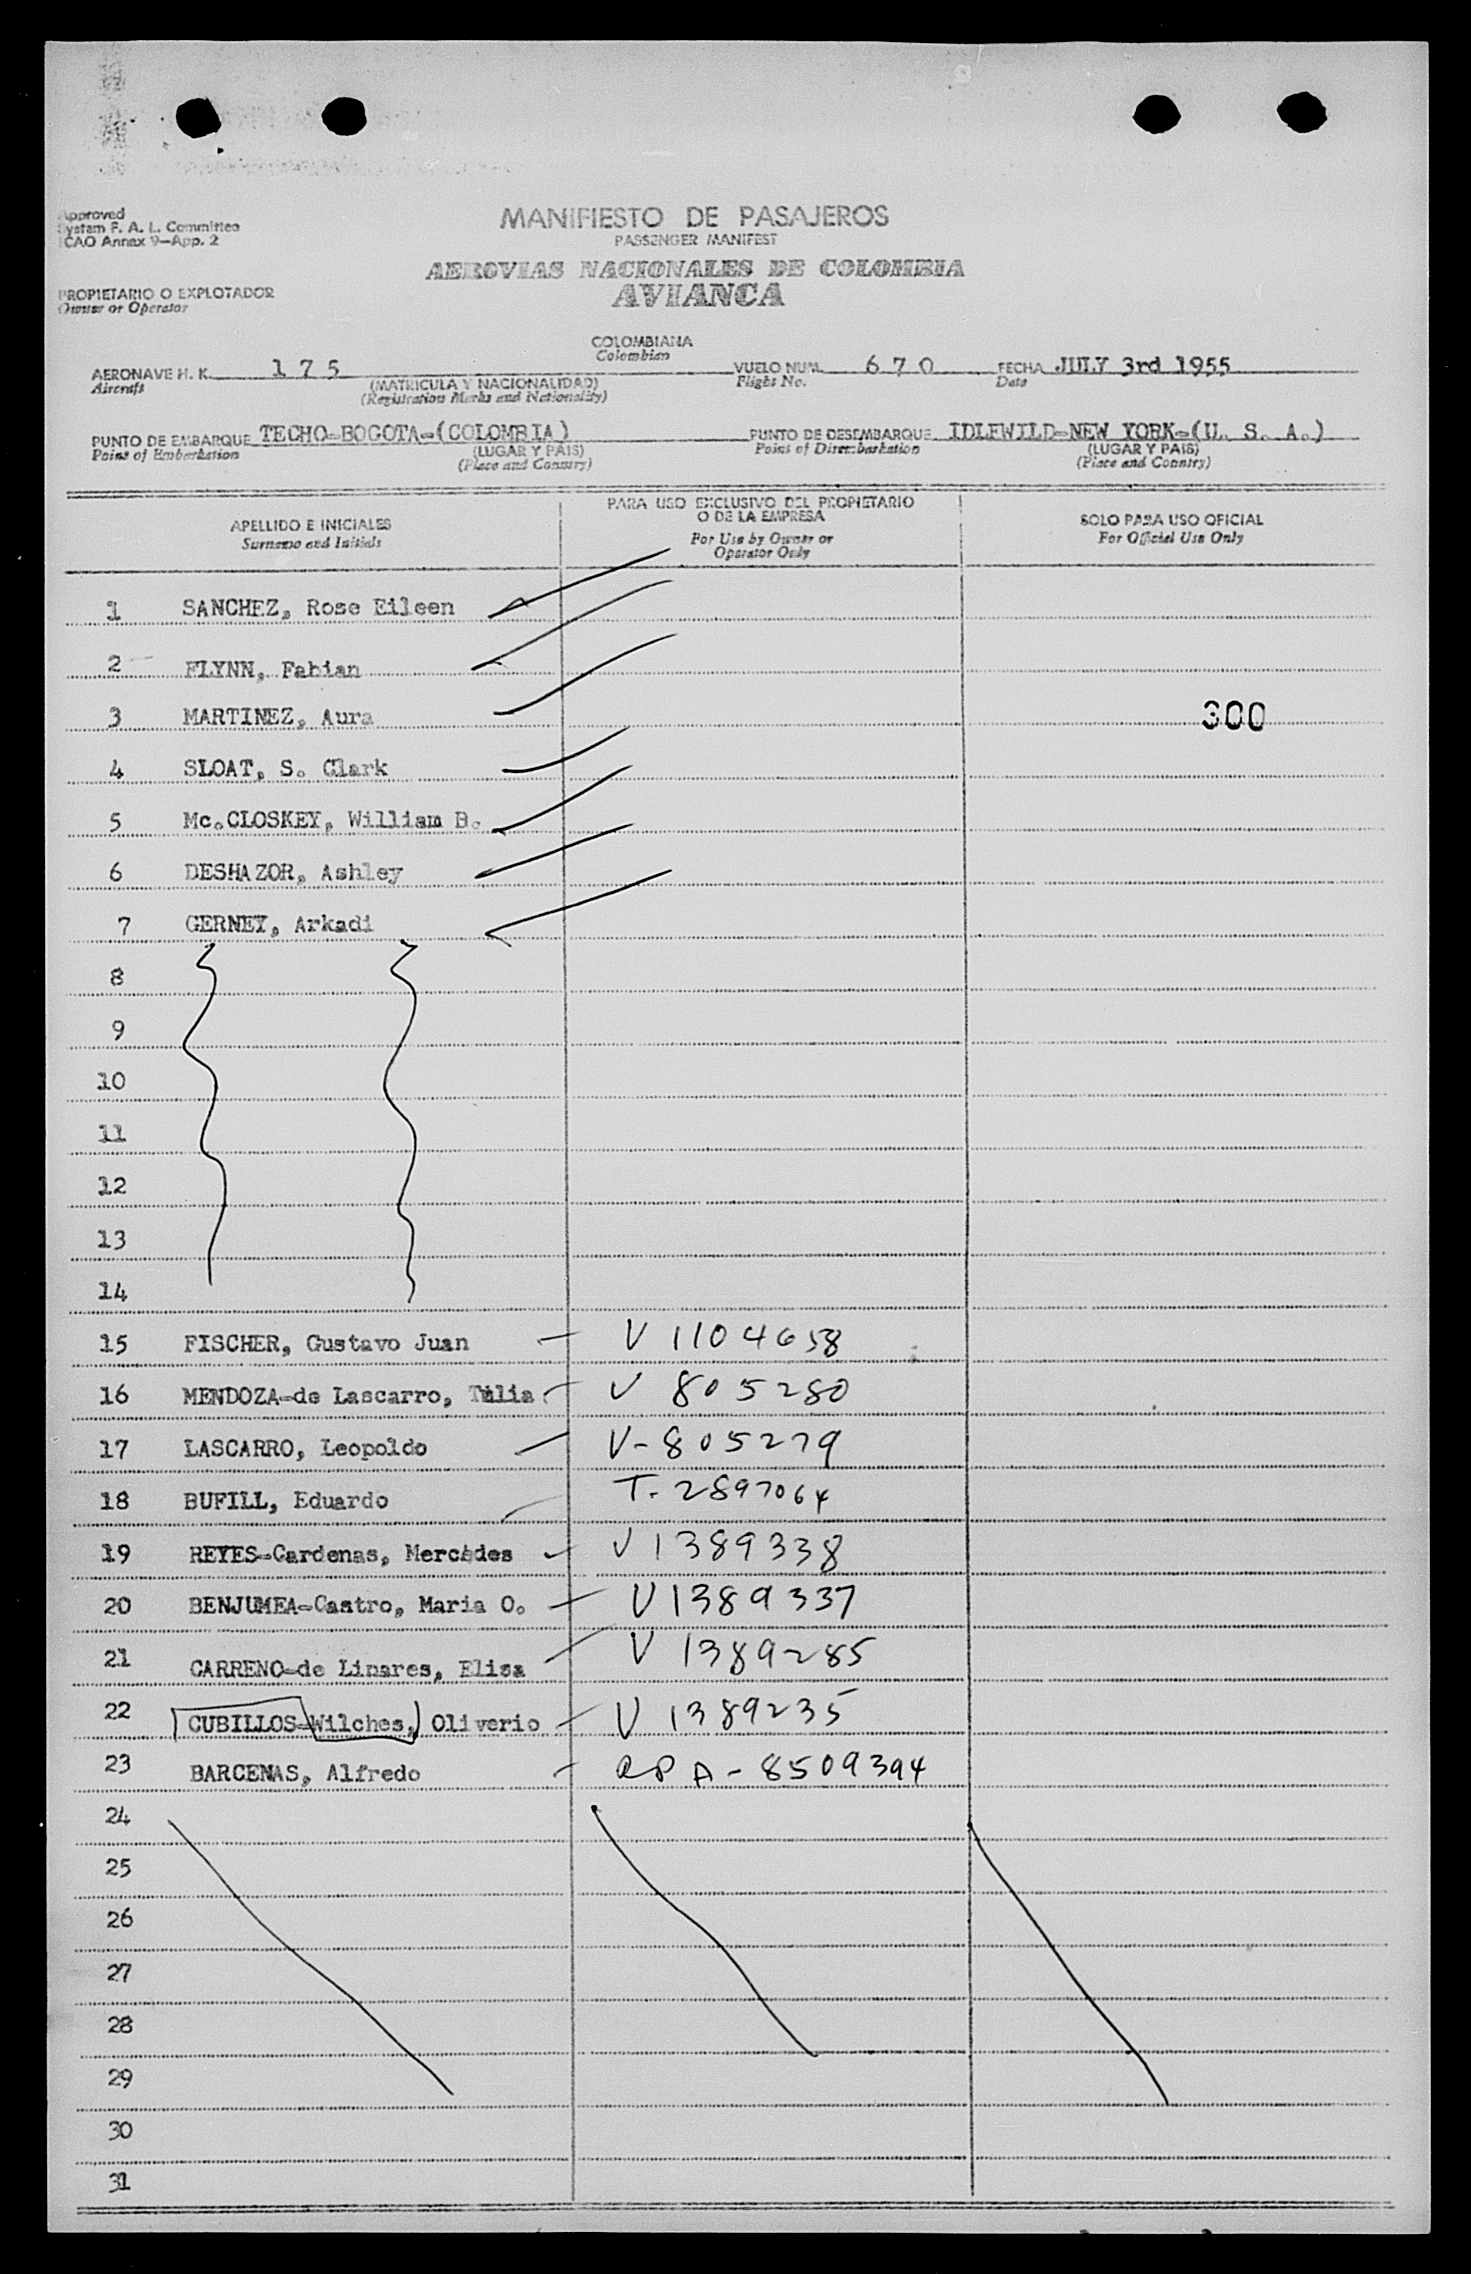 Approved
System F. A. L. Committee
ICAO Annex 9—App. 2
MANIFIESTO DE PASAJEROS
PASSENGER MANIFEST
AEROVIAS NACIONALES DE COLOMBIA
AVIANCA
PROPIETARIO O EXPLOTADOR
Owner or Operator
COLOMBIANA
Colombian
AERONAVE H. K. 175
Aircraft
(MATRICULA Y NACIONALIDAD)
(Registration Marks and Nationality)
VUELO NUM. 670
Flight No.
FECHA JULY 3rd 1955
Date
PUNTO DE EMBARQUE TECHO-BOGOTA-(COLOMBIA)
Point of Embarkation
(LUGAR Y PAIS)
(Place and Country)
PUNTO DE DESEMBARQUE IDLEWILD-NEW YORK-(U. S. A.)
Point of Disembarkation
(LUGAR Y PAIS)
(Place and Country)
APELLIDO E INICIALES
Surname and Initials
PARA USO EXCLUSIVO DEL PROPIETARIO
O DE LA EMPRESA
For Use by Owner or
Operator Only
SOLO PARA USO OFICIAL
For Official Use Only
1 SANCHEZ, Rose Eileen
2 FLYNN, Fabian
3 MARTINEZ, Aura 300
4 SLOAT, S. Clark
5 Mc.CLOSKEY, William B.
6 DESHAZOR, Ashley
7 GERNEY, Arkadi
8
9
10
11
12
13
14
15 FISCHER, Gustavo Juan V 1104658
16 MENDOZA-de Lascarro, Tulia V 805280
17 LASCARRO, Leopoldo V-805279
18 BUFILL, Eduardo T-2897064
19 REYES-Cardenas, Mercedes V 1389338
20 BENJUMEA-Castro, Maria O. V 1389337
21 CARRENO-de Linares, Elisa V 1389285
22 CUBILLOS-Wilches, Oliverio V 1389235
23 BARCENAS, Alfredo A-8509394
24
25
26
27
28
29
30
31